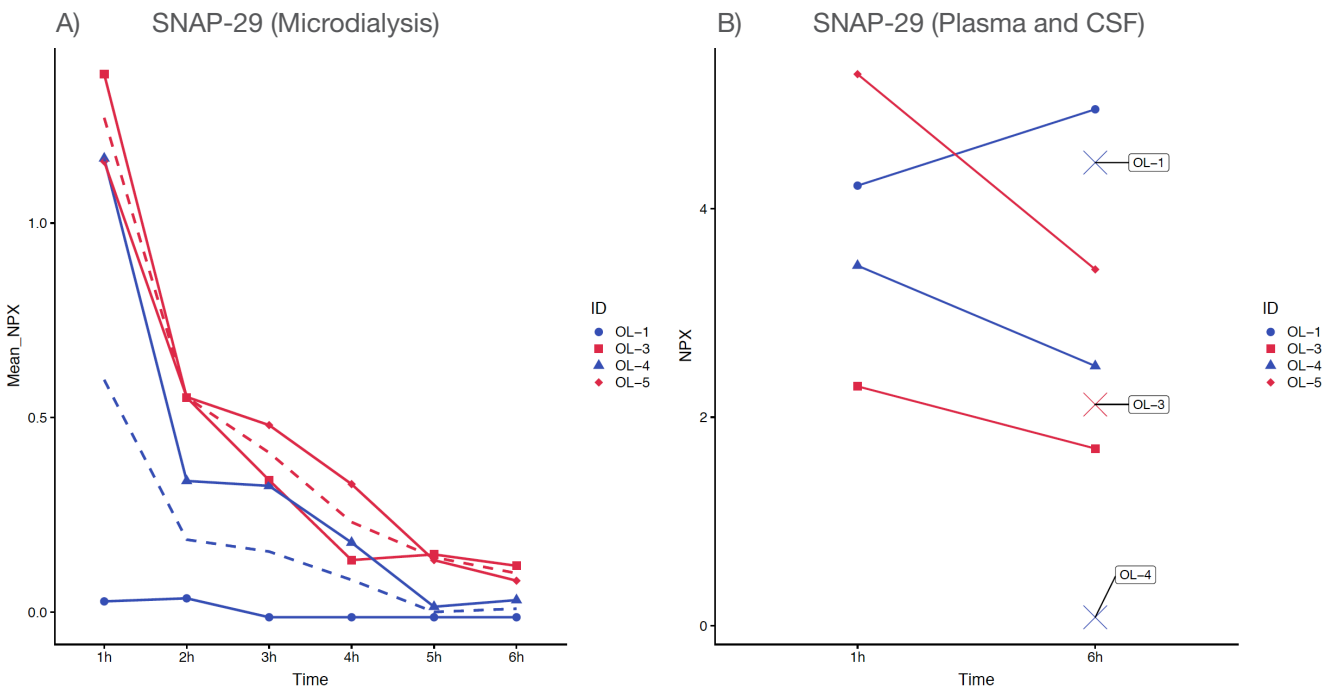 A) SNAP-29 (Microdialysis)
Mean_NPX
1.0
0.5
0.0
1h 2h 3h 4h 5h 6h
Time
ID
OL−1
OL−3
OL−4
OL−5
B) SNAP-29 (Plasma and CSF)
NPX
4
2
0
OL−1
OL−3
OL−4
1h 6h
Time
ID
OL−1
OL−3
OL−4
OL−5